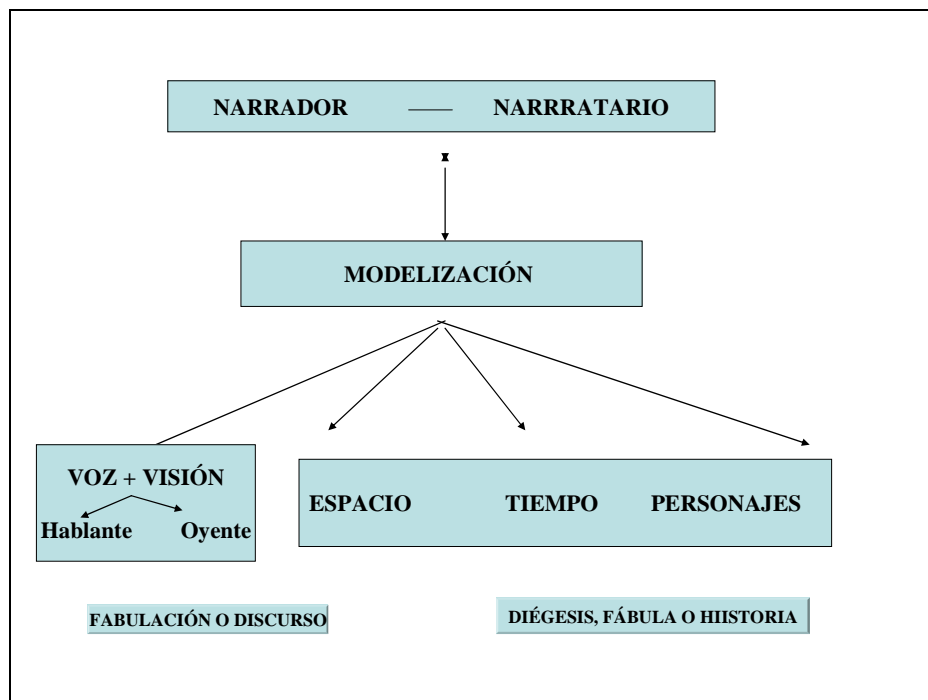 NARRADOR —— NARRRATARIO
MODELIZACIÓN
VOZ + VISIÓN
Hablante Oyente
ESPACIO TIEMPO PERSONAJES
FABULACIÓN O DISCURSO
DIÉGESIS, FÁBULA O HIISTORIA